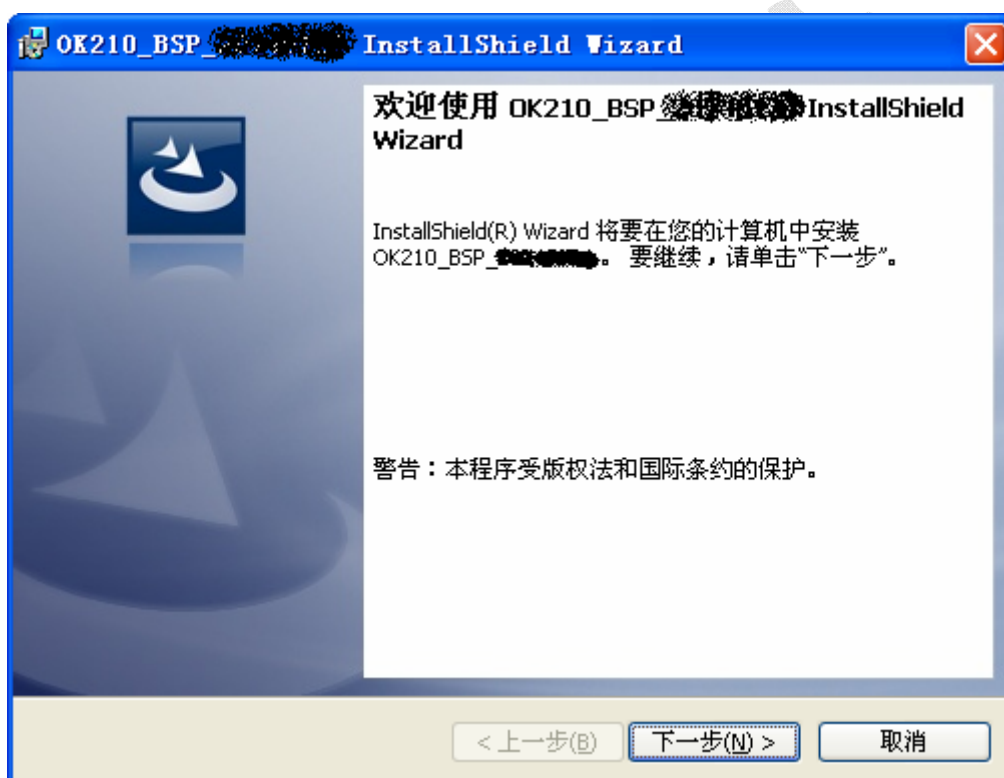 OK210_BSP_ InstallShield Wizard
欢迎使用 OK210_BSP_ InstallShield
Wizard
InstallShield(R) Wizard 将要在您的计算机中安装
OK210_BSP_。 要继续，请单击“下一步”。
警告：本程序受版权法和国际条约的保护。
< 上一步(B) 下一步(N) > 取消